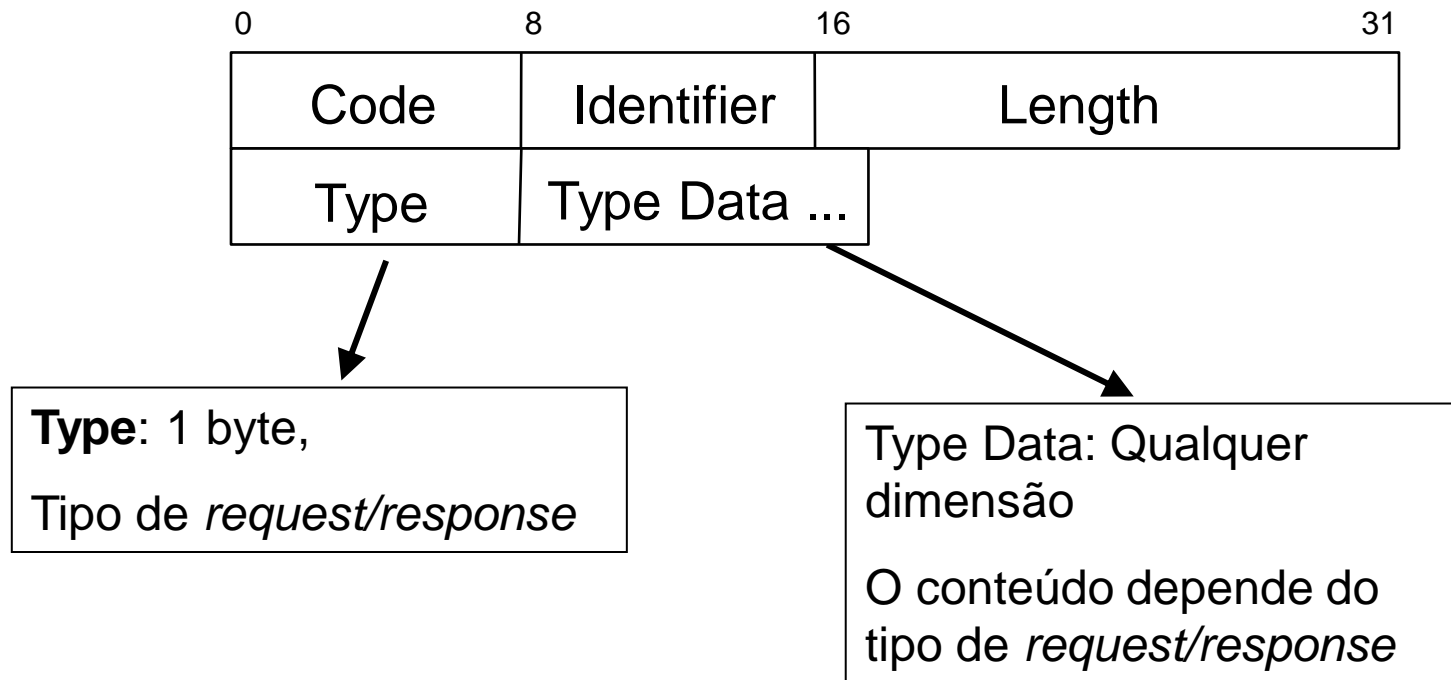 0 8 16 31
Code Identifier Length
Type Type Data ...
Type: 1 byte,
Tipo de request/response
Type Data: Qualquer
dimensão
O conteúdo depende do
tipo de request/response